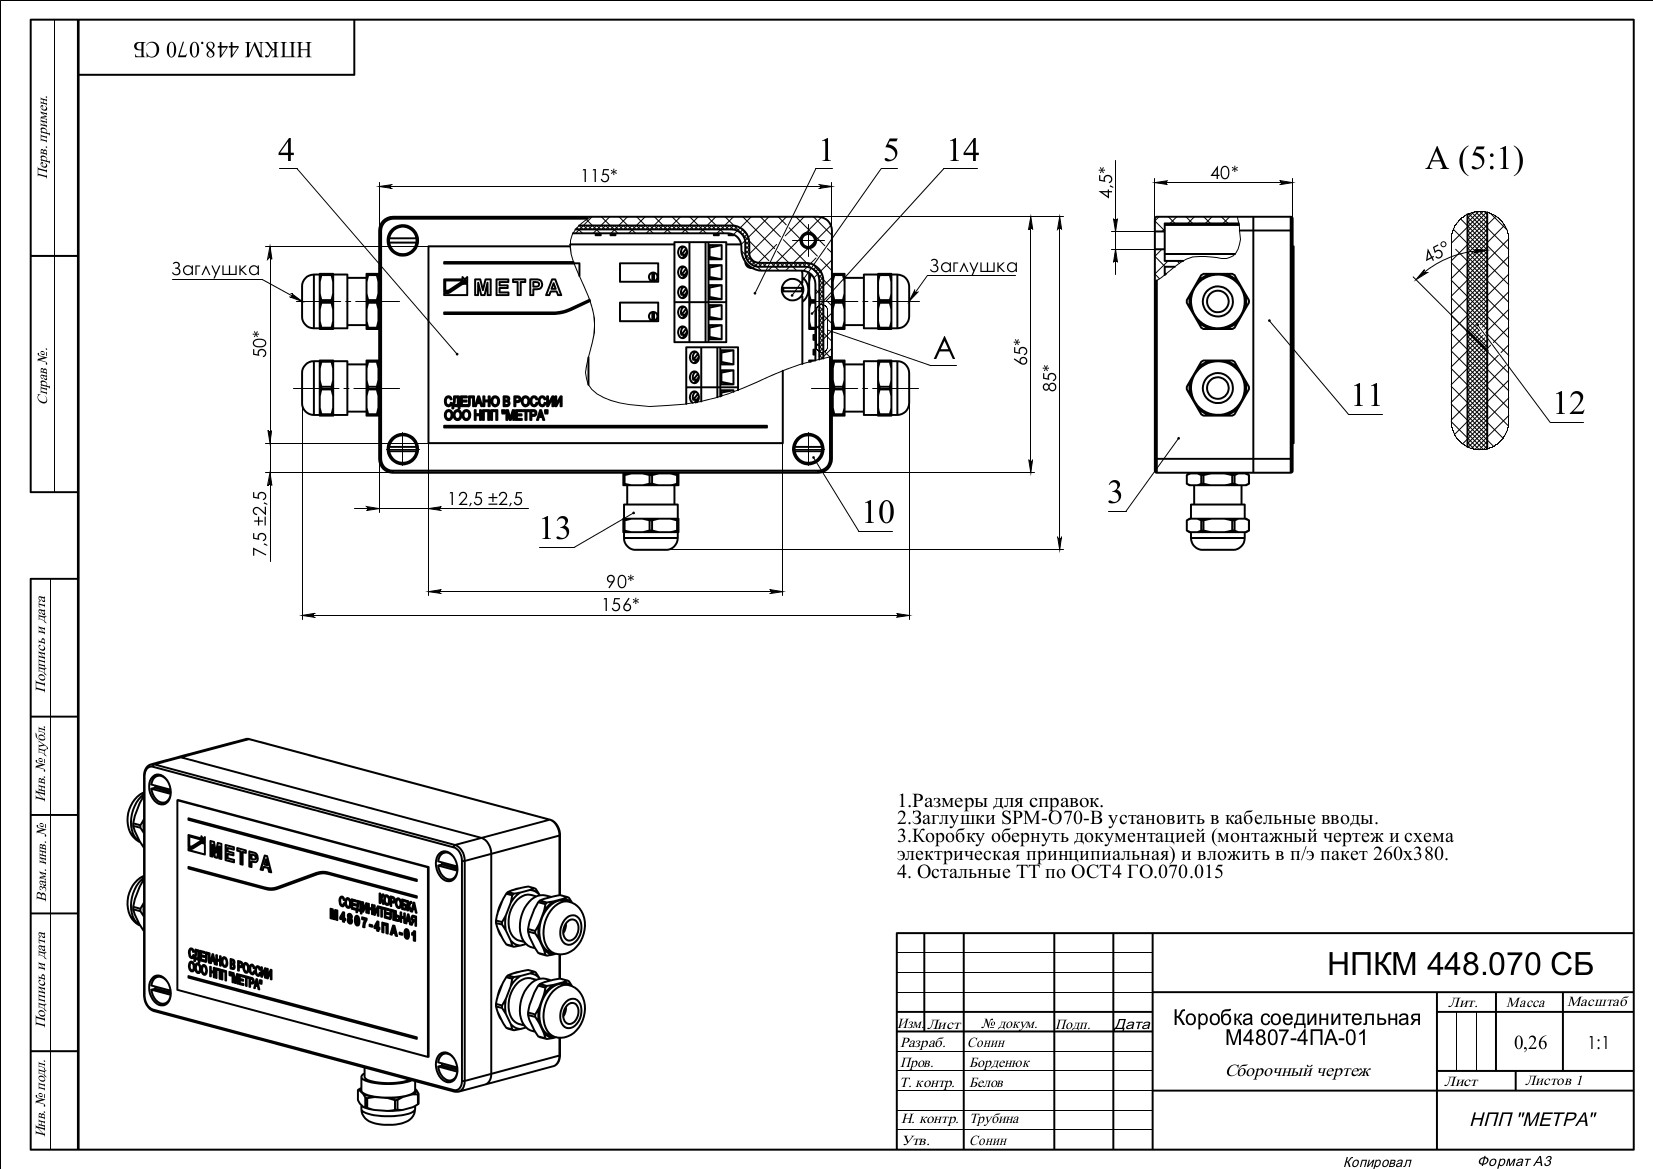 НПКМ 448.070 СБ
Перв. примен.
Справ №.
Подпись и дата
Инв. № дубл.
Взам. инв. №
Подпись и дата
Инв. № подл.
4
1
5
14
115*
4,5*
40*
А (5:1)
45°
Заглушка
Заглушка
МЕТРА
50*
65*
85*
А
СДЕЛАНО В РОССИИ
ООО НПП "МЕТРА"
11
12
3
7,5 ±2,5
12,5 ±2,5
13
10
90*
156*
МЕТРА
КОРОБКА
СОЕДИНИТЕЛЬНАЯ
М4807-4ПА-01
СДЕЛАНО В РОССИИ
ООО НПП "МЕТРА"
1.Размеры для справок.
2.Заглушки SPM-O70-B установить в кабельные вводы.
3.Коробку обернуть документацией (монтажный чертеж и схема
электрическая принципиальная) и вложить в п/э пакет 260х380.
4. Остальные ТТ по ОСТ4 ГО.070.015
НПКМ 448.070 СБ
Изм. Лист № докум. Подп. Дата
Разраб. Сонин
Пров. Борденюк
Т. контр. Белов
Н. контр. Трубина
Утв. Сонин
Коробка соединительная
М4807-4ПА-01
Сборочный чертеж
Лит. Масса Масштаб
0,26 1:1
Лист Листов 1
НПП "МЕТРА"
Копировал Формат А3